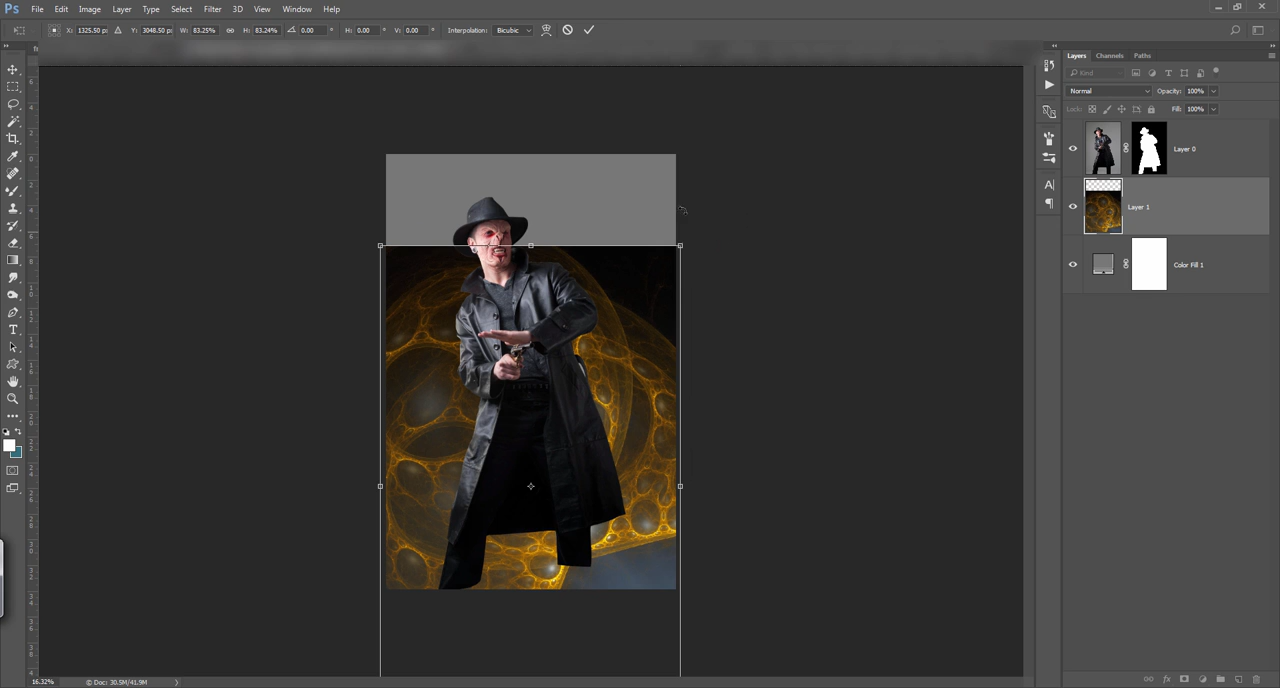 Ps File Edit Image Layer Type Select Filter 3D View Window Help
X: 1325.50 p: Y: 3048.50 p: W: 83.25% H: 83.24% 0.00 ° H: 0.00 ° V: 0.00 ° Interpolation: Bicubic
Layers Channels Paths
Kind
Normal Opacity: 100%
Lock: Fill: 100%
Layer 0
Layer 1
Color Fill 1
16.32% © Doc: 30.5M/41.9M